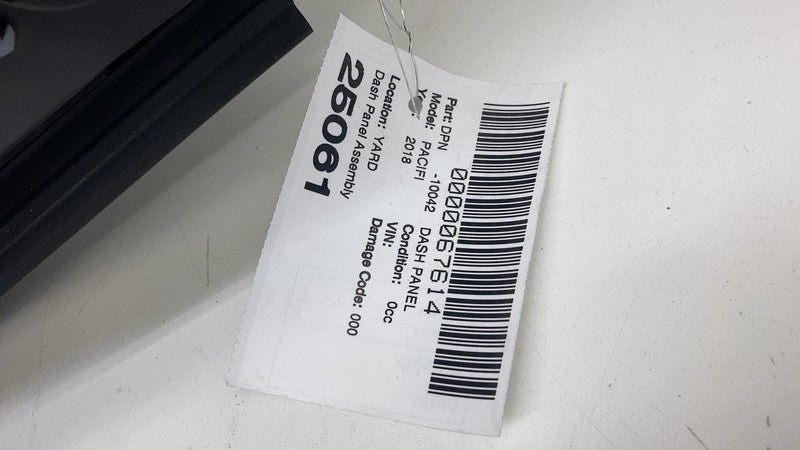 0000067614
Part: DPN -10042 DASH PANEL
Model: PACIFI Condition: 0cc
2018 VIN:
Damage Code: 000
Location: YARD
Dash Panel Assembly
25061